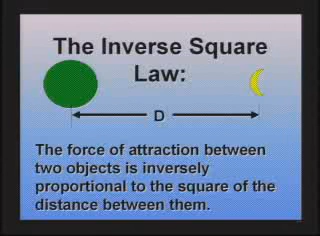 The Inverse Square
Law:
D
The force of attraction between
two objects is inversely
proportional to the square of the
distance between them.